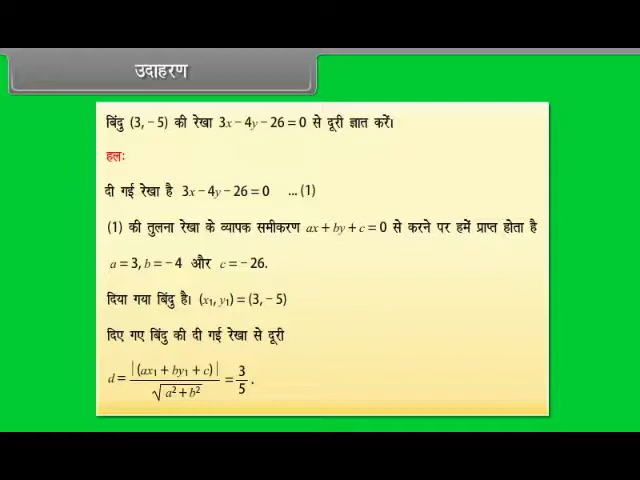 उदाहरण
बिंदु (3, – 5) की रेखा 3x – 4y – 26 = 0 से दूरी ज्ञात करें।
हलः
दी गई रेखा है 3x – 4y – 26 = 0 ... (1)
(1) की तुलना रेखा के व्यापक समीकरण ax + by + c = 0 से करने पर हमें प्राप्त होता है
a = 3, b = – 4 और c = – 26.
दिया गया बिंदु है। (x₁, y₁) = (3, – 5)
दिए गए बिंदु की दी गई रेखा से दूरी
d = |(ax₁ + by₁ + c)| / √(a² + b²) = 3/5 .